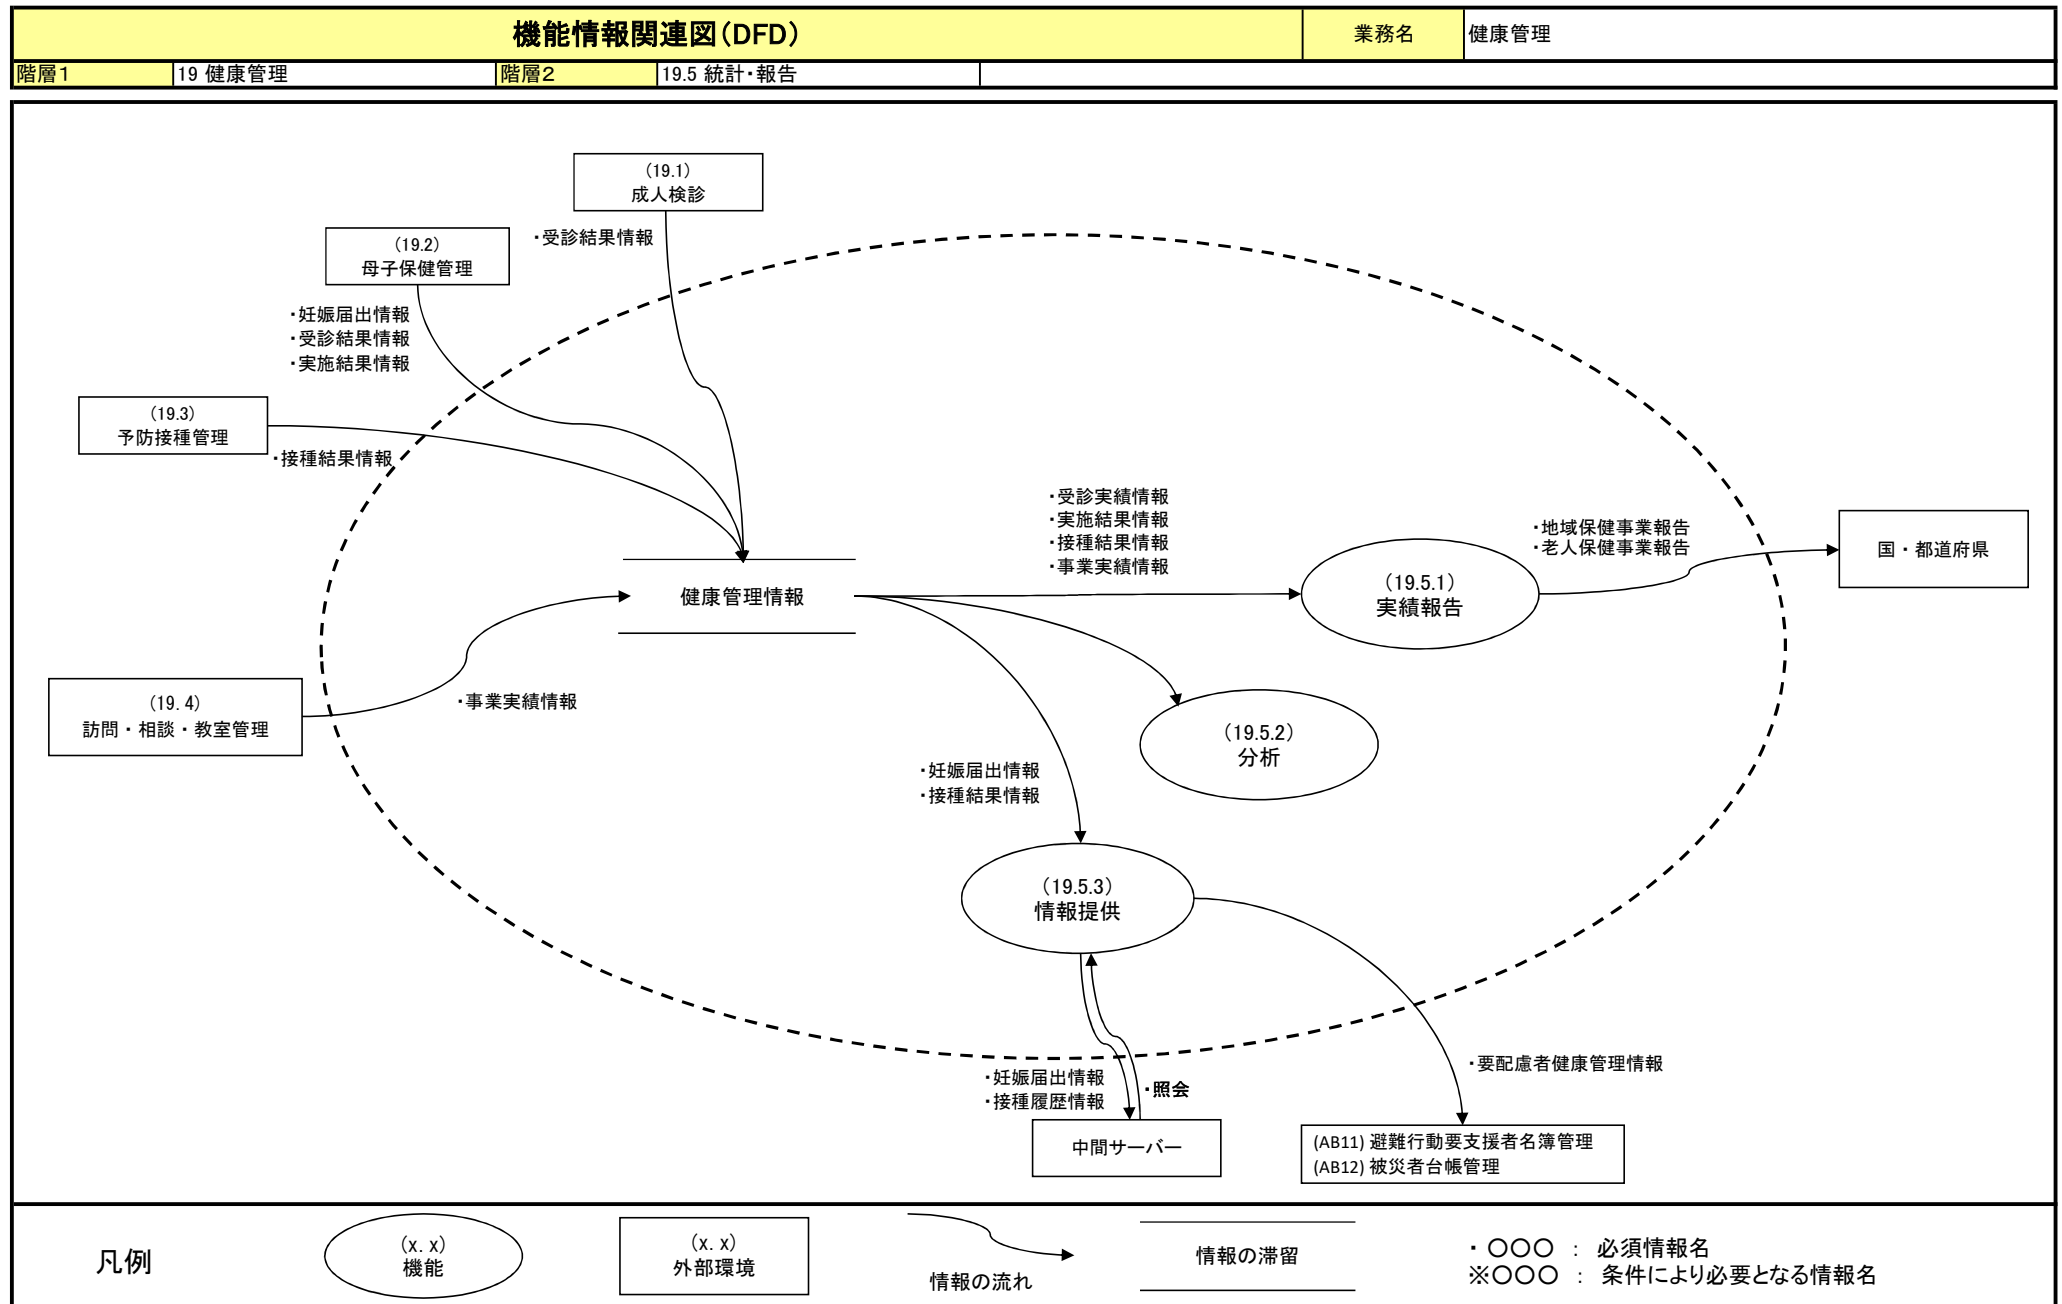 機能情報関連図(DFD)
業務名
健康管理
階層1
19 健康管理
階層2
19.5 統計・報告
(19.1)
成人検診
・受診結果情報
(19.2)
母子保健管理
・妊娠届出情報
・受診結果情報
・実施結果情報
(19.3)
予防接種管理
・接種結果情報
・受診実績情報
・実施結果情報
・接種結果情報
・事業実績情報
・地域保健事業報告
・老人保健事業報告
国・都道府県
健康管理情報
(19.5.1)
実績報告
(19.4)
訪問・相談・教室管理
・事業実績情報
(19.5.2)
分析
・妊娠届出情報
・接種結果情報
(19.5.3)
情報提供
・妊娠届出情報
・接種履歴情報
・照会
・要配慮者健康管理情報
中間サーバー
(AB11) 避難行動要支援者名簿管理
(AB12) 被災者台帳管理
凡例
(x. x)
機能
(x. x)
外部環境
情報の流れ
情報の滞留
・ 〇〇〇 : 必須情報名
※〇〇〇 : 条件により必要となる情報名